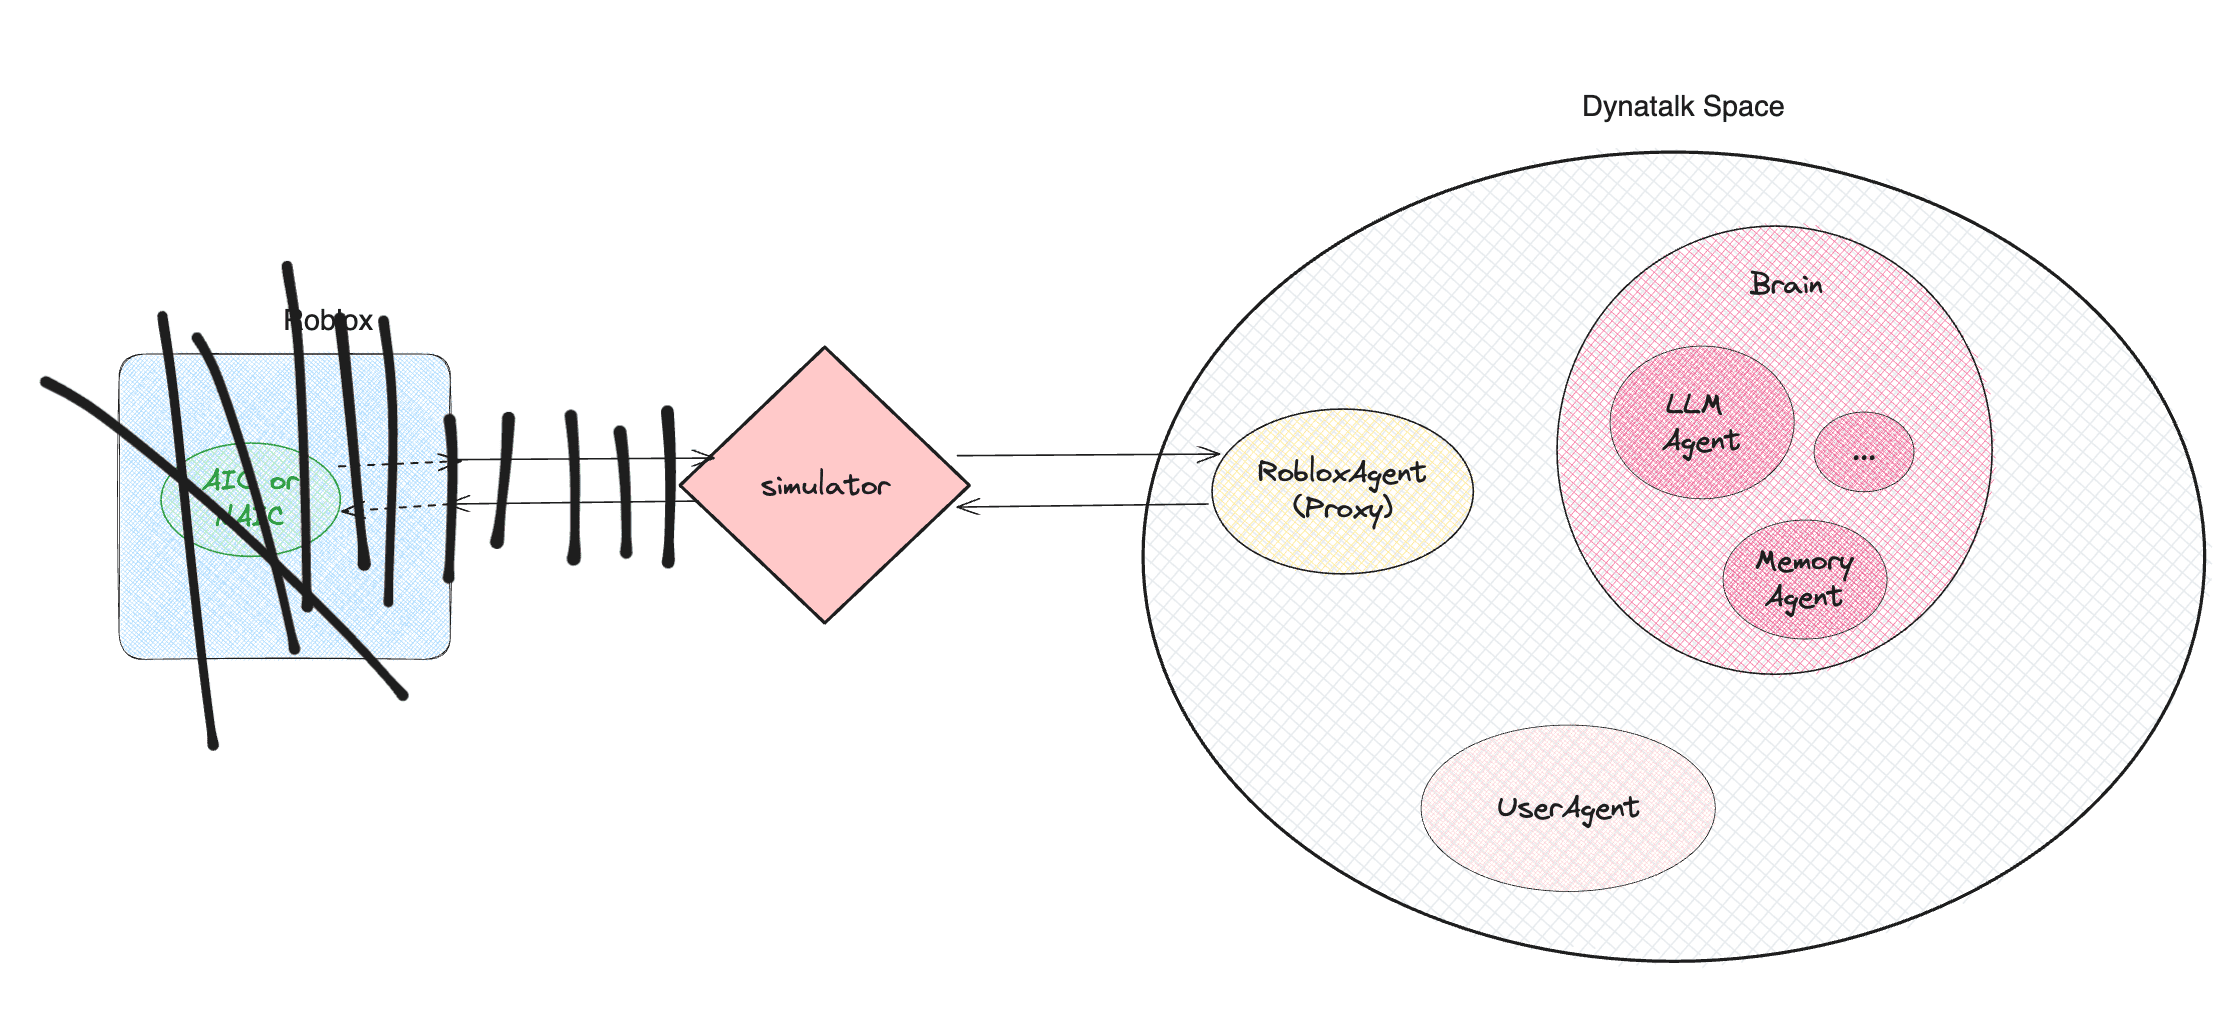 Dynatalk Space
Roblox
AIC or
NAIC
simulator
RobloxAgent
(Proxy)
Brain
LLM
Agent
...
Memory
Agent
UserAgent